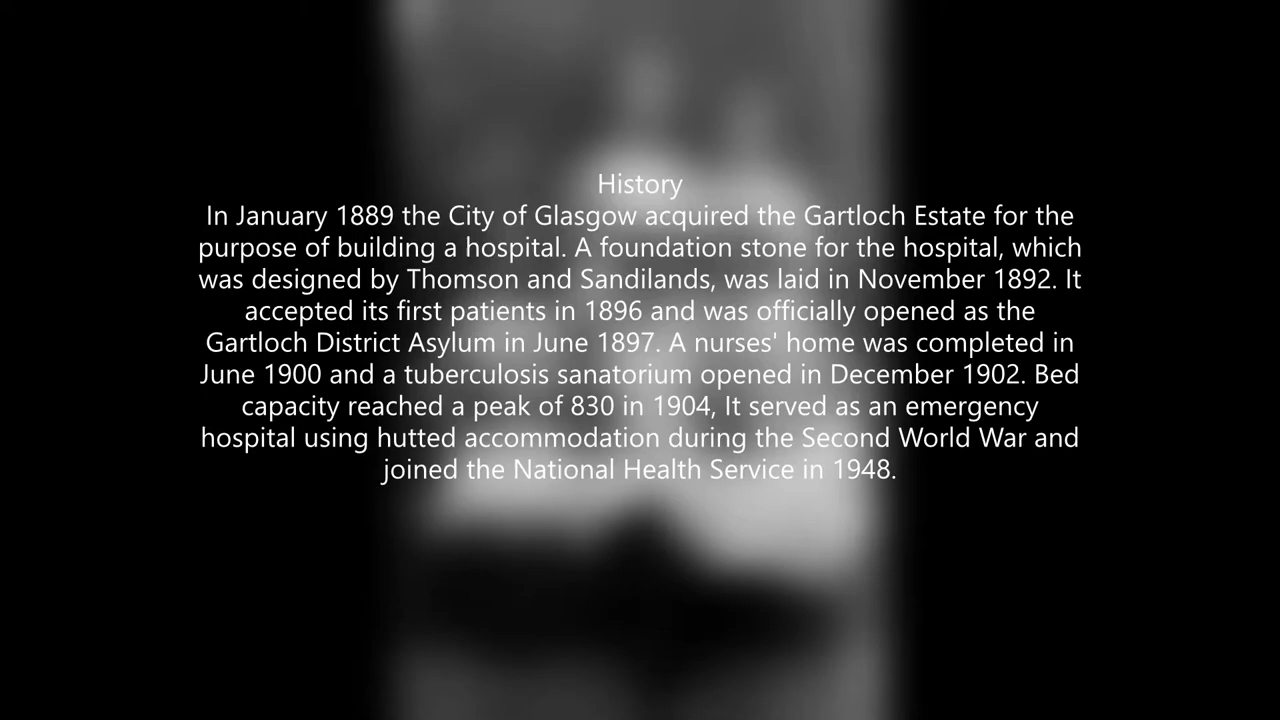 History
In January 1889 the City of Glasgow acquired the Gartloch Estate for the
purpose of building a hospital. A foundation stone for the hospital, which
was designed by Thomson and Sandilands, was laid in November 1892. It
accepted its first patients in 1896 and was officially opened as the
Gartloch District Asylum in June 1897. A nurses' home was completed in
June 1900 and a tuberculosis sanatorium opened in December 1902. Bed
capacity reached a peak of 830 in 1904, It served as an emergency
hospital using hutted accommodation during the Second World War and
joined the National Health Service in 1948.